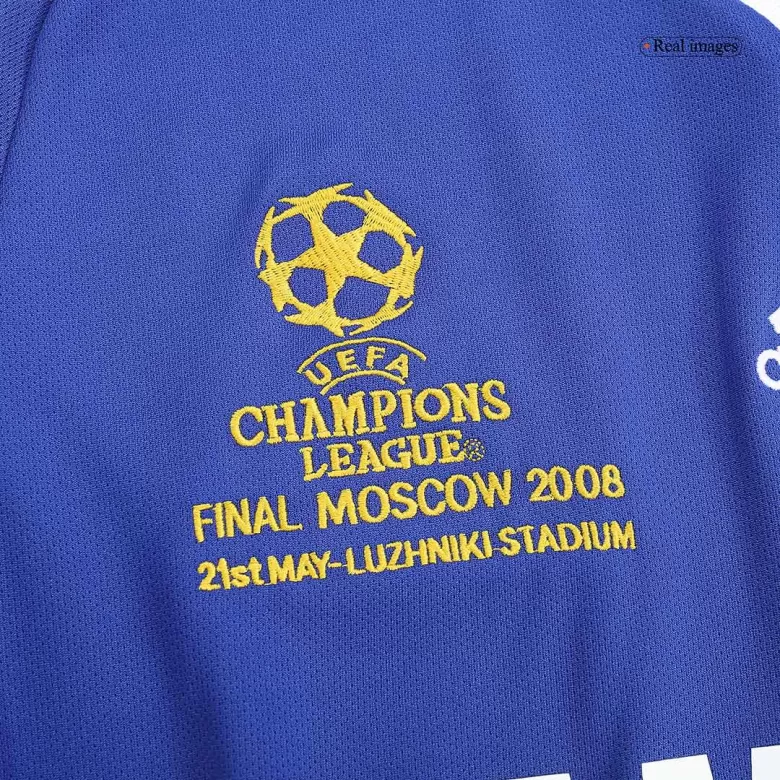 Real images
UEFA
CHAMPIONS
LEAGUE®
FINAL MOSCOW 2008
21st MAY-LUZHNIKI STADIUM